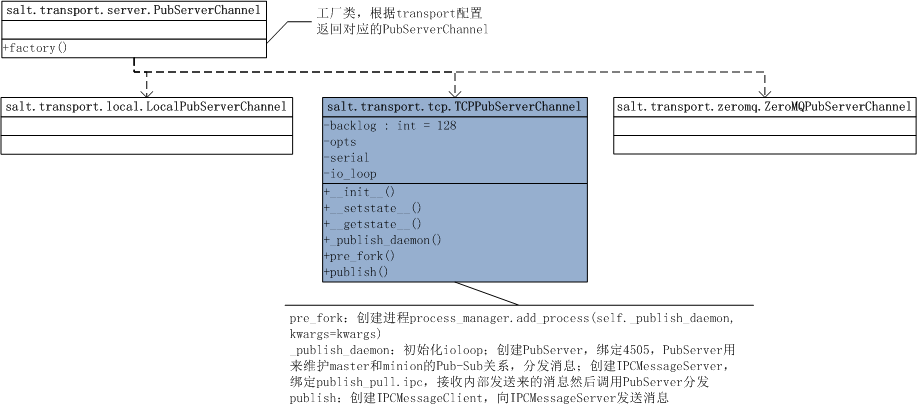 salt.transport.server.PubServerChannel
+factory()
工厂类，根据transport配置
返回对应的PubServerChannel
salt.transport.local.LocalPubServerChannel
salt.transport.tcp.TCPPubServerChannel
-backlog : int = 128
-opts
-serial
-io_loop
+__init__()
+__setstate__()
+__getstate__()
+_publish_daemon()
+pre_fork()
+publish()
salt.transport.zeromq.ZeroMQPubServerChannel
pre_fork：创建进程process_manager.add_process(self._publish_daemon,
kwargs=kwargs)
_publish_daemon：初始化ioloop；创建PubServer，绑定4505，PubServer用
来维护master和minion的Pub-Sub关系，分发消息；创建IPCMessageServer，
绑定publish_pull.ipc，接收内部发送来的消息然后调用PubServer分发
publish：创建IPCMessageClient，向IPCMessageServer发送消息